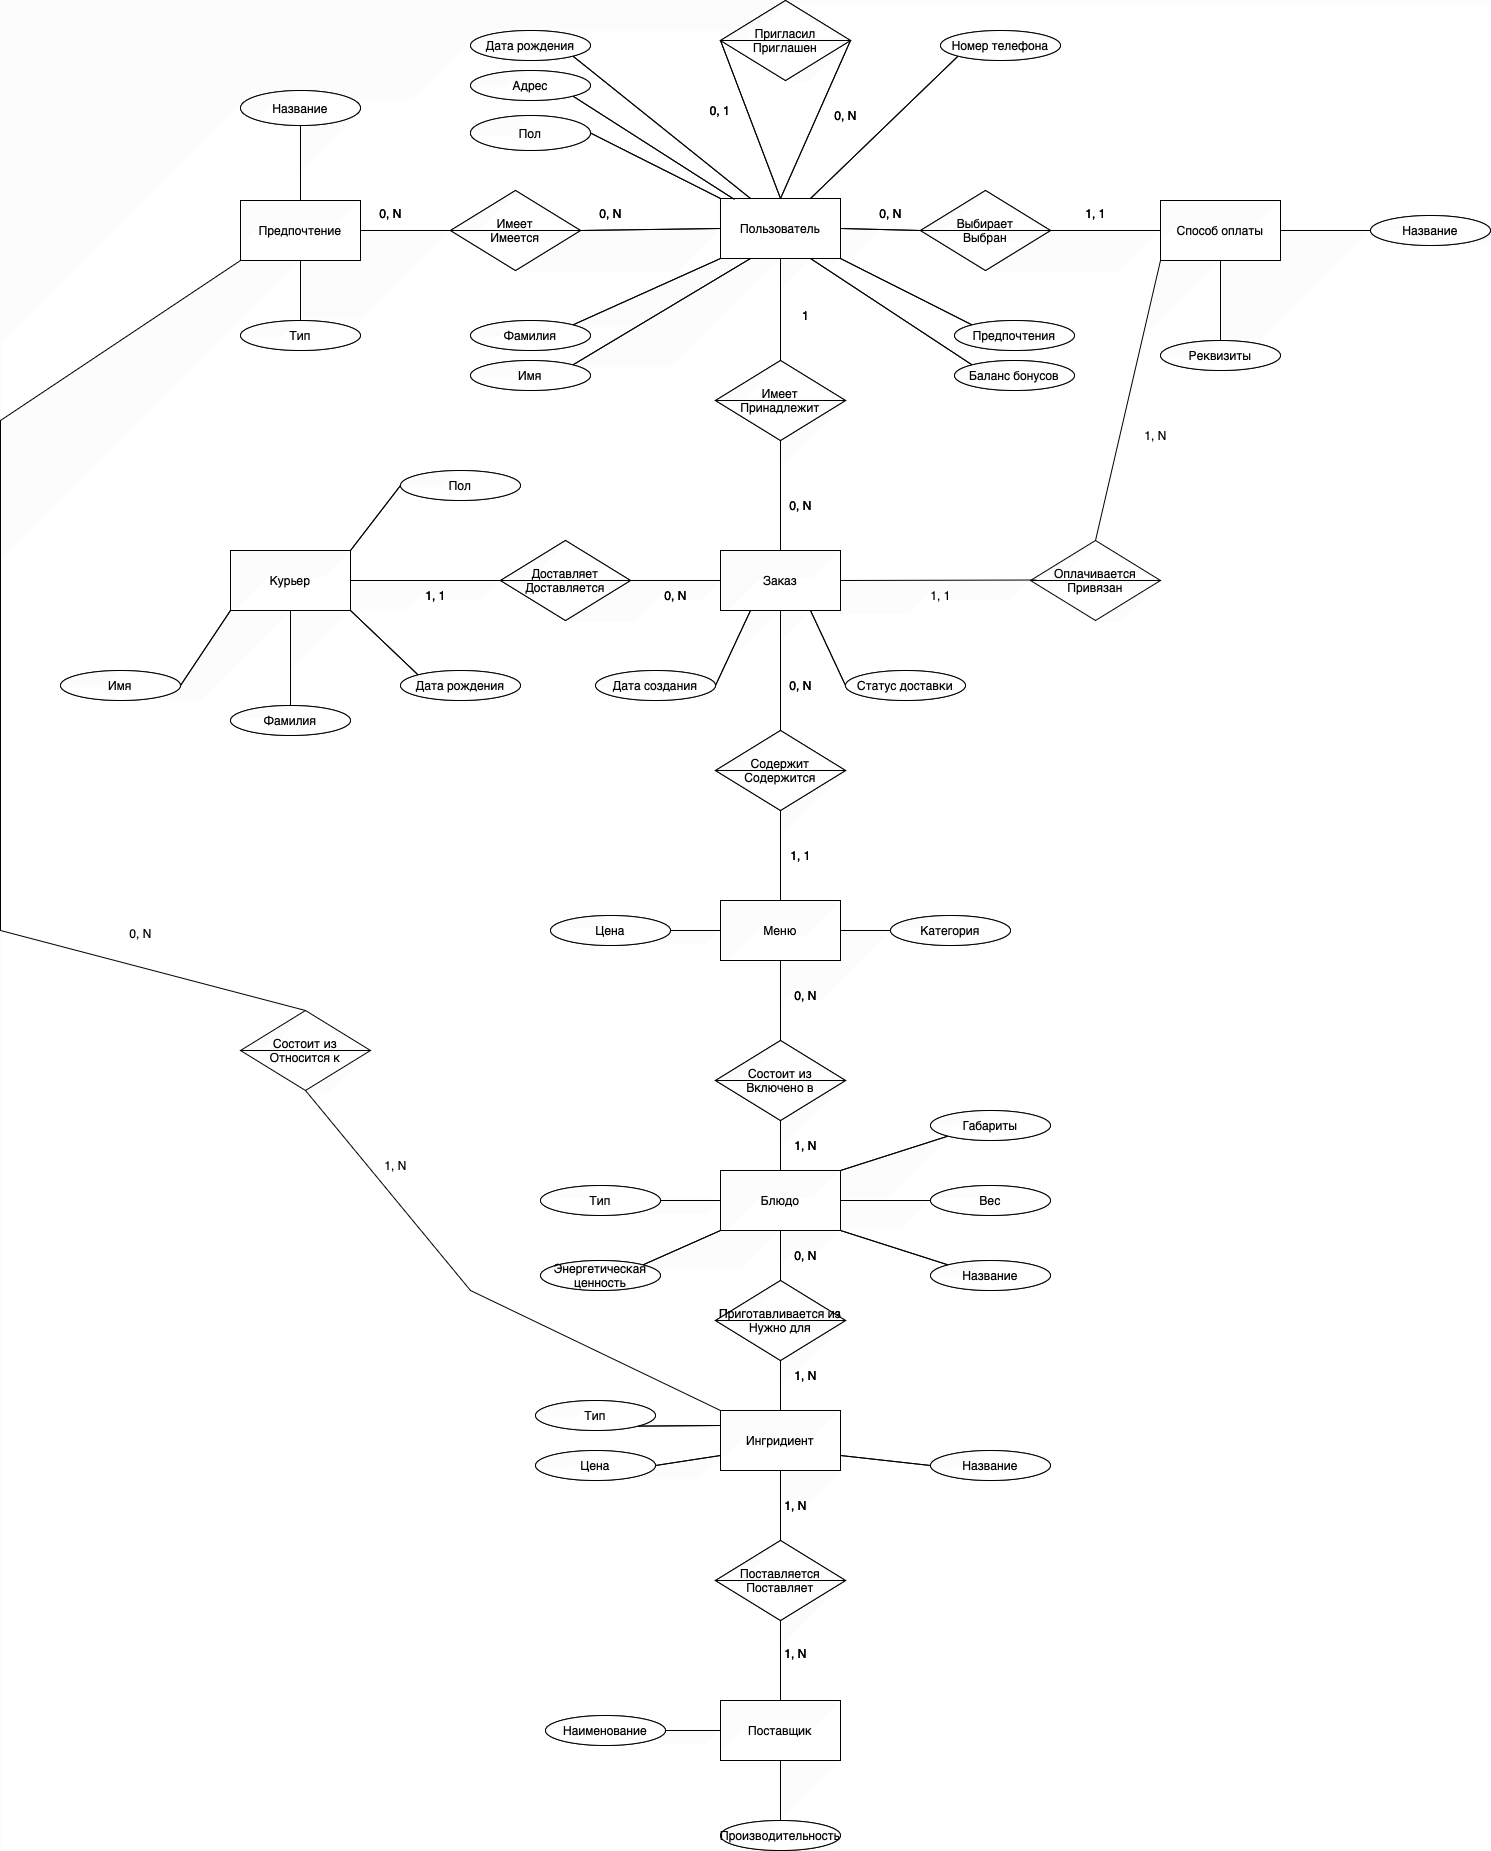 Пригласил
Приглашен
Дата рождения
Номер телефона
Адрес
Название
0, 1
0, N
Пол
0, N
0, N
0, N
1, 1
Имеет
Имеется
Пользователь
Выбирает
Выбран
Предпочтение
Способ оплаты
Название
1
Тип
Фамилия
Предпочтения
Реквизиты
Имя
Баланс бонусов
Имеет
Принадлежит
1, N
Пол
0, N
Курьер
Доставляет
Доставляется
Заказ
Оплачивается
Привязан
1, 1
0, N
1, 1
Имя
Дата рождения
Дата создания
0, N
Статус доставки
Фамилия
Содержит
Содержится
1, 1
0, N
Цена
Меню
Категория
0, N
Состоит из
Относится к
Состоит из
Включено в
Габариты
1, N
1, N
Тип
Блюдо
Вес
0, N
Энергетическая
ценность
Название
Приготавливается из
Нужно для
1, N
Тип
Ингридиент
Цена
Название
1, N
Поставляется
Поставляет
1, N
Наименование
Поставщик
Производительность